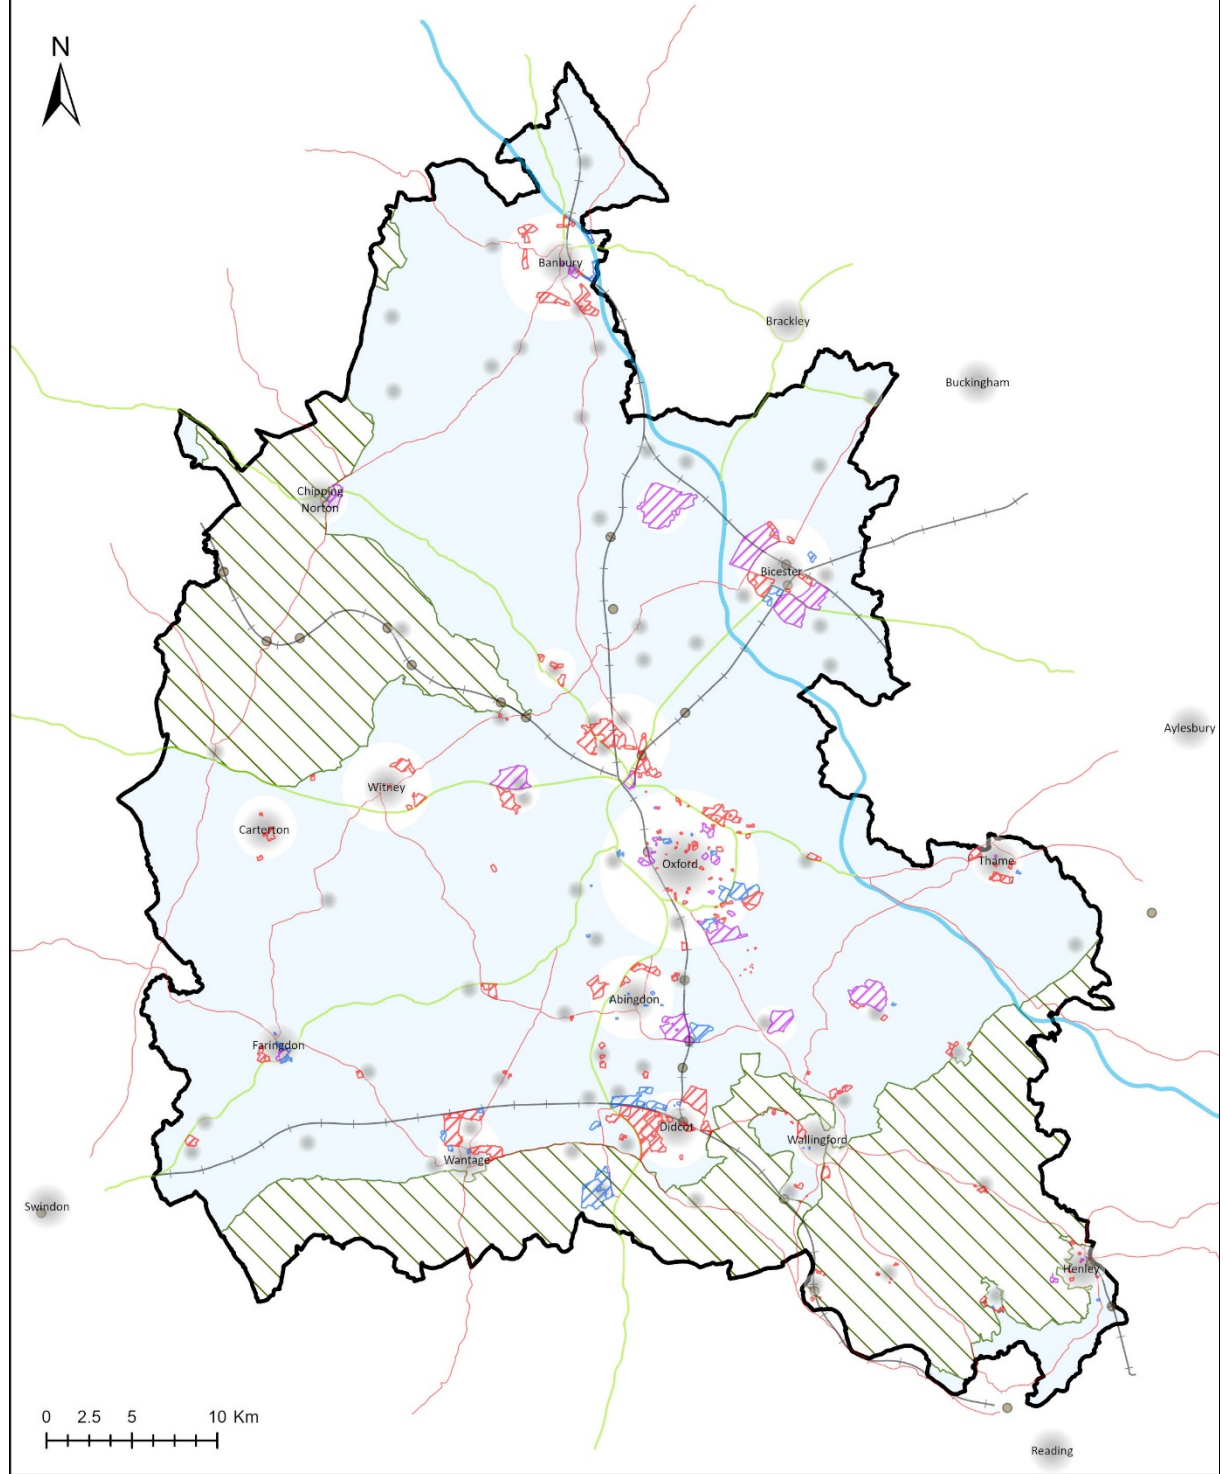 N
Banbury
Brackley
Buckingham
Chipping
Norton
Bicester
Aylesbury
Witney
Carterton
Oxford
Thame
Abingdon
Faringdon
Didcot
Wallingford
Wantage
Swindon
Henley
0 2.5 5 10 Km
Reading